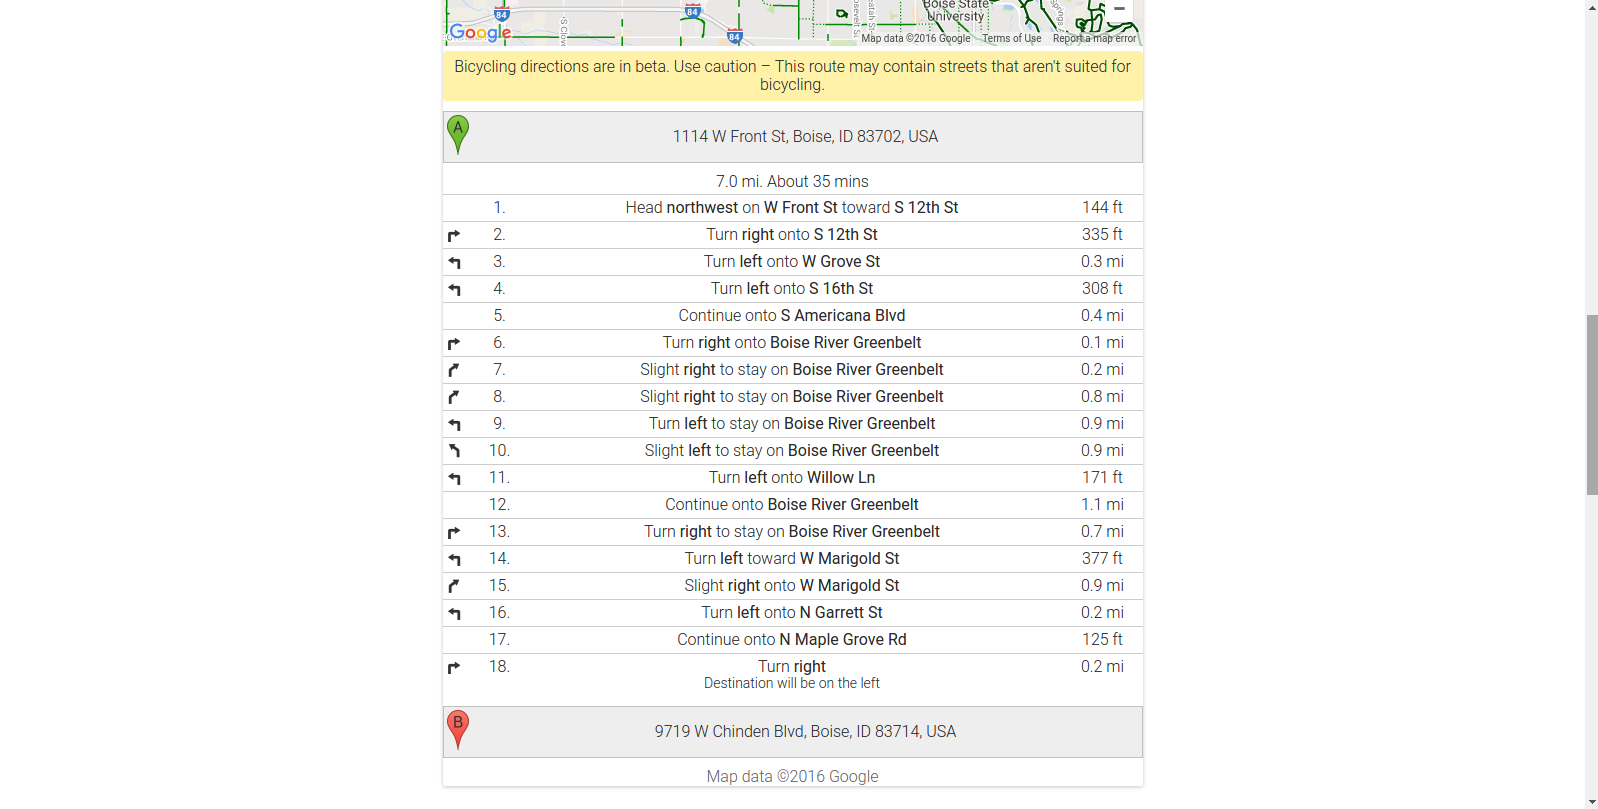 84
84
84
S Clove
osevelt St
atah St
Boise State
University
Springs
−
Google
Map data ©2016 Google Terms of Use Report a map error
Bicycling directions are in beta. Use caution – This route may contain streets that aren't suited for
bicycling.
A
1114 W Front St, Boise, ID 83702, USA
7.0 mi. About 35 mins
1. Head northwest on W Front St toward S 12th St 144 ft
2. Turn right onto S 12th St 335 ft
3. Turn left onto W Grove St 0.3 mi
4. Turn left onto S 16th St 308 ft
5. Continue onto S Americana Blvd 0.4 mi
6. Turn right onto Boise River Greenbelt 0.1 mi
7. Slight right to stay on Boise River Greenbelt 0.2 mi
8. Slight right to stay on Boise River Greenbelt 0.8 mi
9. Turn left to stay on Boise River Greenbelt 0.9 mi
10. Slight left to stay on Boise River Greenbelt 0.9 mi
11. Turn left onto Willow Ln 171 ft
12. Continue onto Boise River Greenbelt 1.1 mi
13. Turn right to stay on Boise River Greenbelt 0.7 mi
14. Turn left toward W Marigold St 377 ft
15. Slight right onto W Marigold St 0.9 mi
16. Turn left onto N Garrett St 0.2 mi
17. Continue onto N Maple Grove Rd 125 ft
18. Turn right 0.2 mi
Destination will be on the left
B
9719 W Chinden Blvd, Boise, ID 83714, USA
Map data ©2016 Google